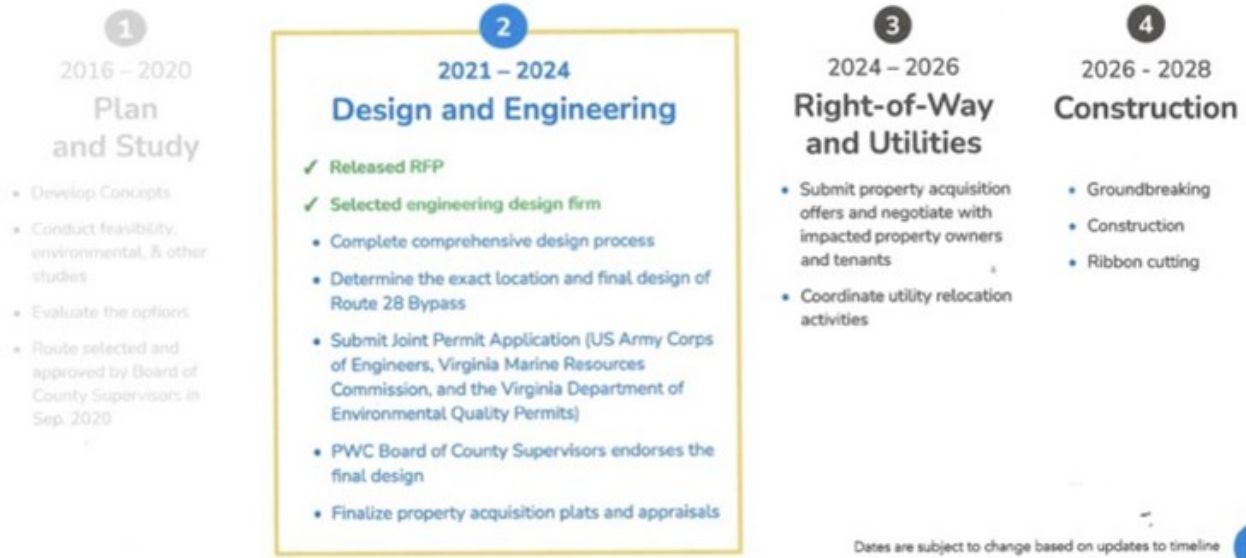 1
2016 – 2020
Plan
and Study
• Develop Concepts
• Conduct feasibility,
environmental, & other
studies
• Evaluate the options
• Route selected and
approved by Board of
County Supervisors in
Sep. 2020
2
2021 – 2024
Design and Engineering
✓ Released RFP
✓ Selected engineering design firm
• Complete comprehensive design process
• Determine the exact location and final design of
Route 28 Bypass
• Submit Joint Permit Application (US Army Corps
of Engineers, Virginia Marine Resources
Commission, and the Virginia Department of
Environmental Quality Permits)
• PWC Board of County Supervisors endorses the
final design
• Finalize property acquisition plats and appraisals
3
2024 – 2026
Right-of-Way
and Utilities
• Submit property acquisition
offers and negotiate with
impacted property owners
and tenants
• Coordinate utility relocation
activities
4
2026 - 2028
Construction
• Groundbreaking
• Construction
• Ribbon cutting
Dates are subject to change based on updates to timeline